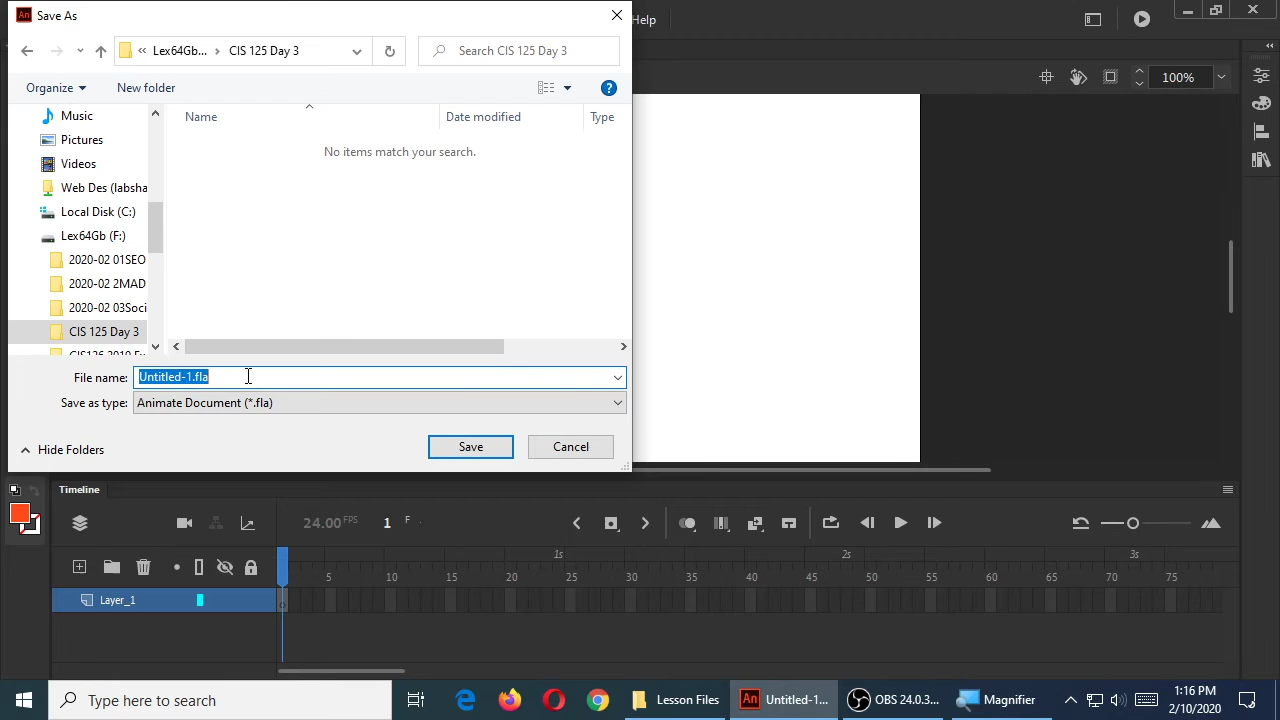 An Save As
Help
« Lex64Gb... › CIS 125 Day 3
Search CIS 125 Day 3
Organize
New folder
100%
Music
Pictures
Videos
Web Des (labsha
Local Disk (C:)
Lex64Gb (F:)
2020-02 01SEO
2020-02 2MAD
2020-02 03Soci
CIS 125 Day 3
Name
Date modified
Type
No items match your search.
File name:
Untitled-1.fla
Save as type:
Animate Document (*.fla)
Hide Folders
Save
Cancel
Timeline
24.00 FPS
1 F
1s
2s
3s
5 10 15 20 25 30 35 40 45 50 55 60 65 70 75
Layer_1
Type here to search
Lesson Files
An Untitled-1...
OBS 24.0.3...
Magnifier
1:16 PM
2/10/2020